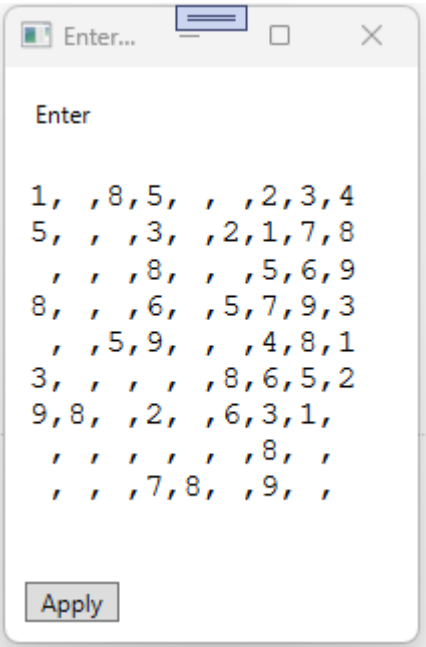 Enter...
Enter
1, ,8,5, , ,2,3,4
5, , ,3, ,2,1,7,8
 , , ,8, , ,5,6,9
8, , ,6, ,5,7,9,3
 , ,5,9, , ,4,8,1
3, , , , ,8,6,5,2
9,8, ,2, ,6,3,1,
 , , , , , ,8, ,
 , , ,7,8, ,9, ,
Apply